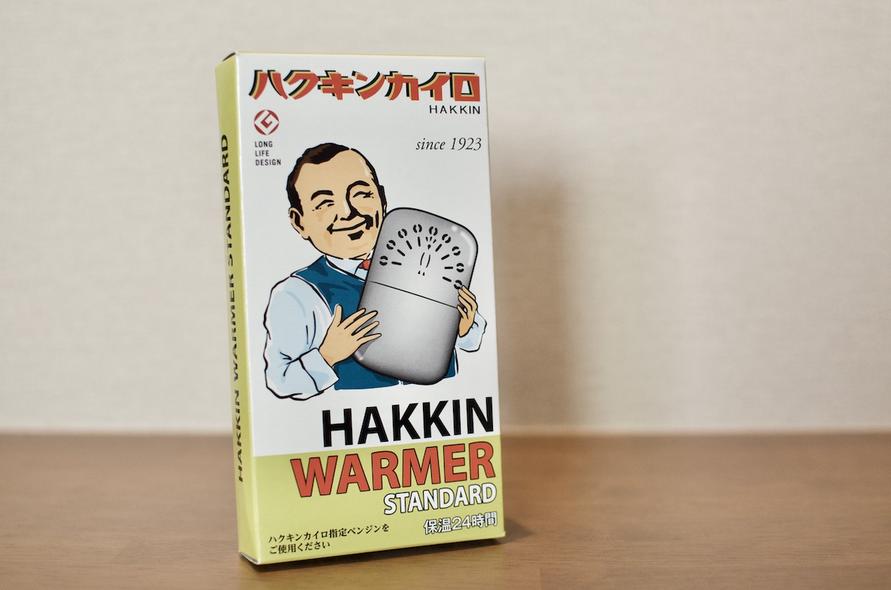 ハクキンカイロ
HAKKIN
LONG
LIFE
DESIGN
since 1923
HAKKIN WARMER STANDARD
HAKKIN
WARMER
STANDARD
保温24時間
ハクキンカイロ指定ベンジンを
ご使用ください